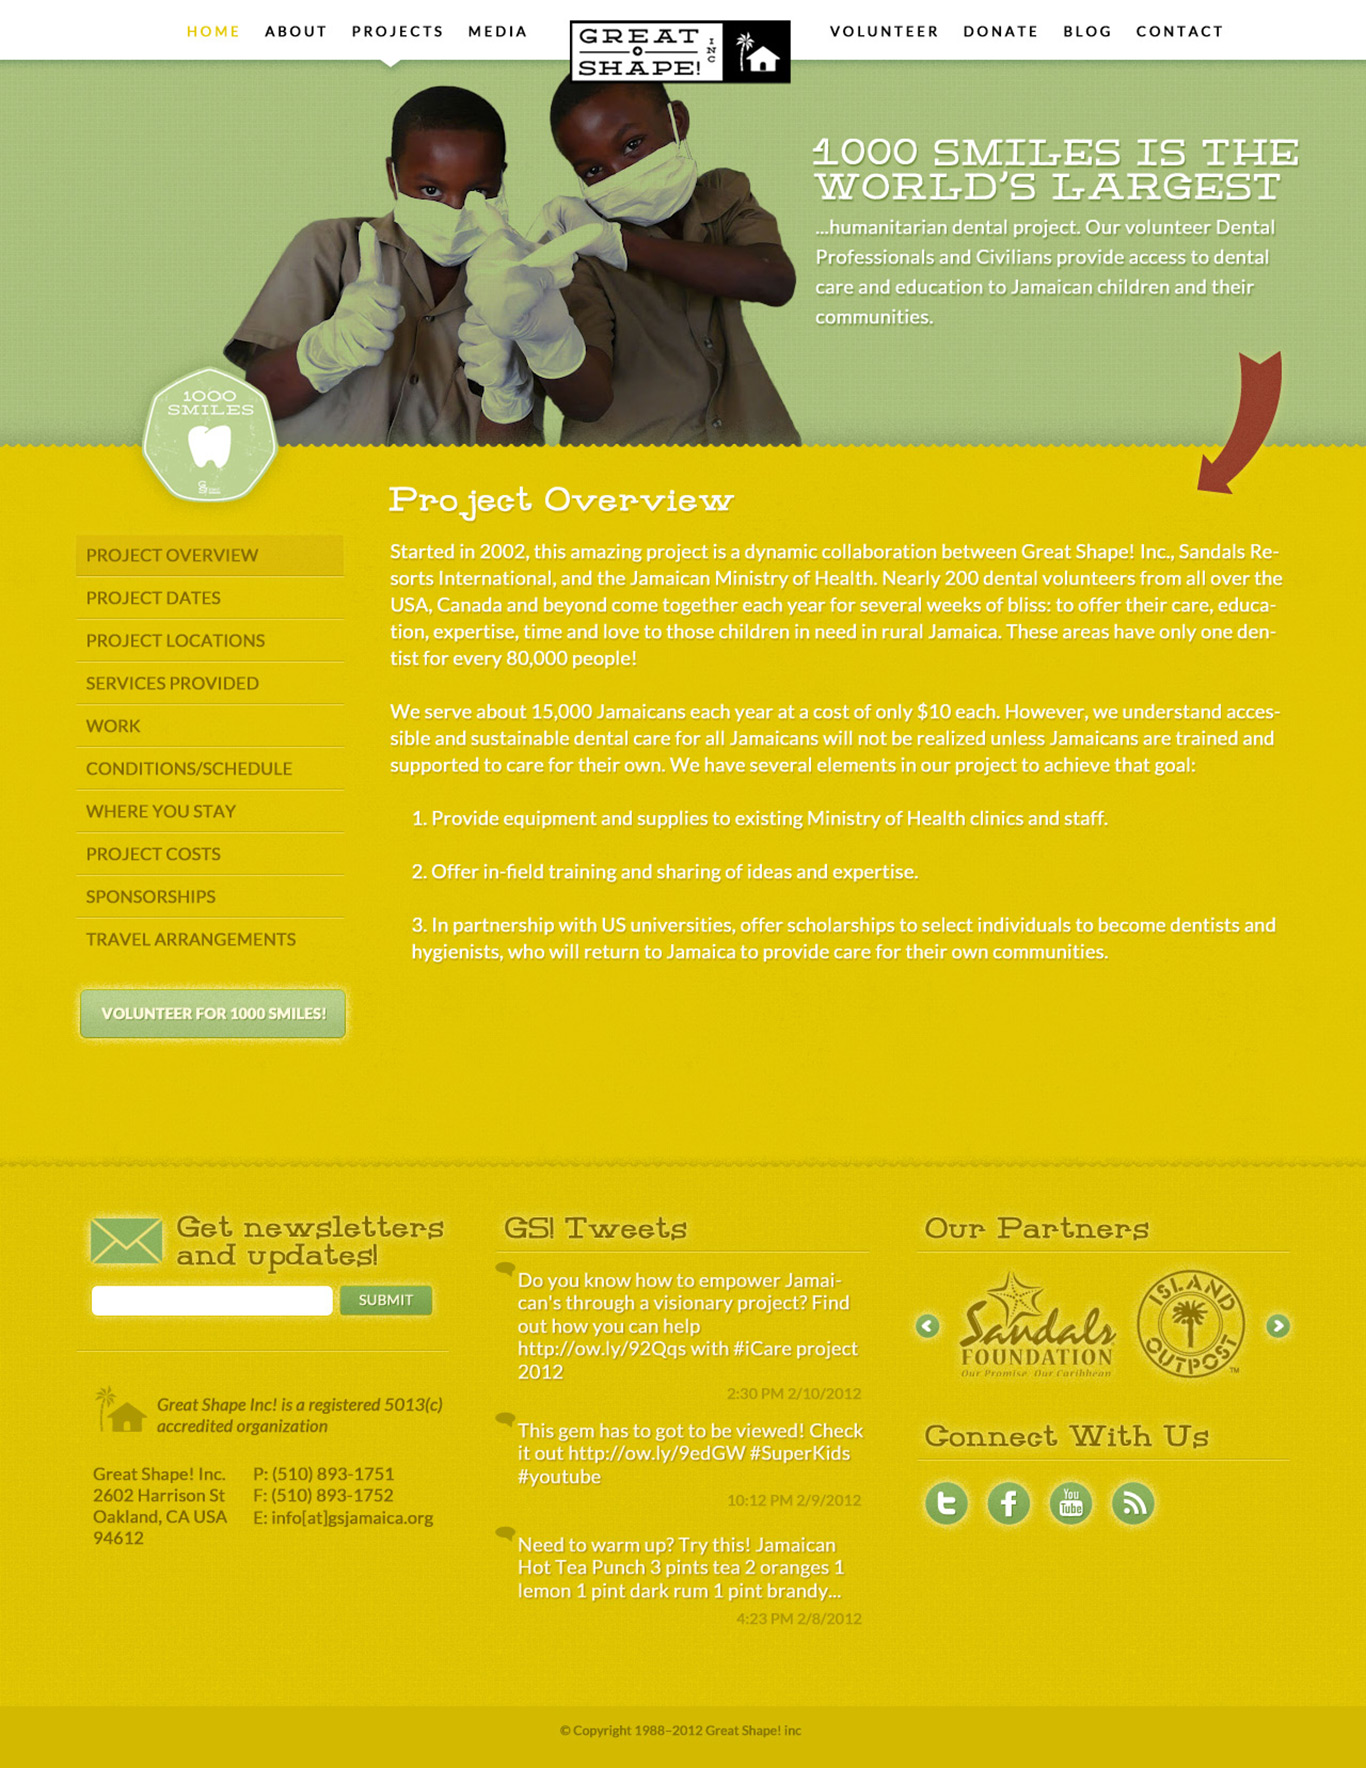 HOME ABOUT PROJECTS MEDIA
GREAT
SHAPE!
INC
VOLUNTEER DONATE BLOG CONTACT
1000 SMILES IS THE
WORLD'S LARGEST
...humanitarian dental project. Our volunteer Dental
Professionals and Civilians provide access to dental
care and education to Jamaican children and their
communities.
1000
SMILES
PROJECT OVERVIEW
PROJECT DATES
PROJECT LOCATIONS
SERVICES PROVIDED
WORK
CONDITIONS/SCHEDULE
WHERE YOU STAY
PROJECT COSTS
SPONSORSHIPS
TRAVEL ARRANGEMENTS
VOLUNTEER FOR 1000 SMILES!
Project Overview
Started in 2002, this amazing project is a dynamic collaboration between Great Shape! Inc., Sandals Re-
sorts International, and the Jamaican Ministry of Health. Nearly 200 dental volunteers from all over the
USA, Canada and beyond come together each year for several weeks of bliss: to offer their care, educa-
tion, expertise, time and love to those children in need in rural Jamaica. These areas have only one den-
tist for every 80,000 people!
We serve about 15,000 Jamaicans each year at a cost of only $10 each. However, we understand acces-
sible and sustainable dental care for all Jamaicans will not be realized unless Jamaicans are trained and
supported to care for their own. We have several elements in our project to achieve that goal:
1. Provide equipment and supplies to existing Ministry of Health clinics and staff.
2. Offer in-field training and sharing of ideas and expertise.
3. In partnership with US universities, offer scholarships to select individuals to become dentists and
hygienists, who will return to Jamaica to provide care for their own communities.
Get newsletters
and updates!
SUBMIT
Great Shape Inc! is a registered 5013(c)
accredited organization
Great Shape! Inc.
2602 Harrison St
Oakland, CA USA
94612
P: (510) 893-1751
F: (510) 893-1752
E: info[at]gsjamaica.org
GS! Tweets
Do you know how to empower Jamai-
can's through a visionary project? Find
out how you can help
http://ow.ly/92Qqs with #iCare project
2012
2:30 PM 2/10/2012
This gem has to got to be viewed! Check
it out http://ow.ly/9edGW #SuperKids
#youtube
10:12 PM 2/9/2012
Need to warm up? Try this! Jamaican
Hot Tea Punch 3 pints tea 2 oranges 1
lemon 1 pint dark rum 1 pint brandy...
4:23 PM 2/8/2012
Our Partners
Sandals
FOUNDATION
Our Promise. Our Caribbean
ISLAND
OUTPOST
TM
Connect With Us
You
Tube
© Copyright 1988–2012 Great Shape! inc